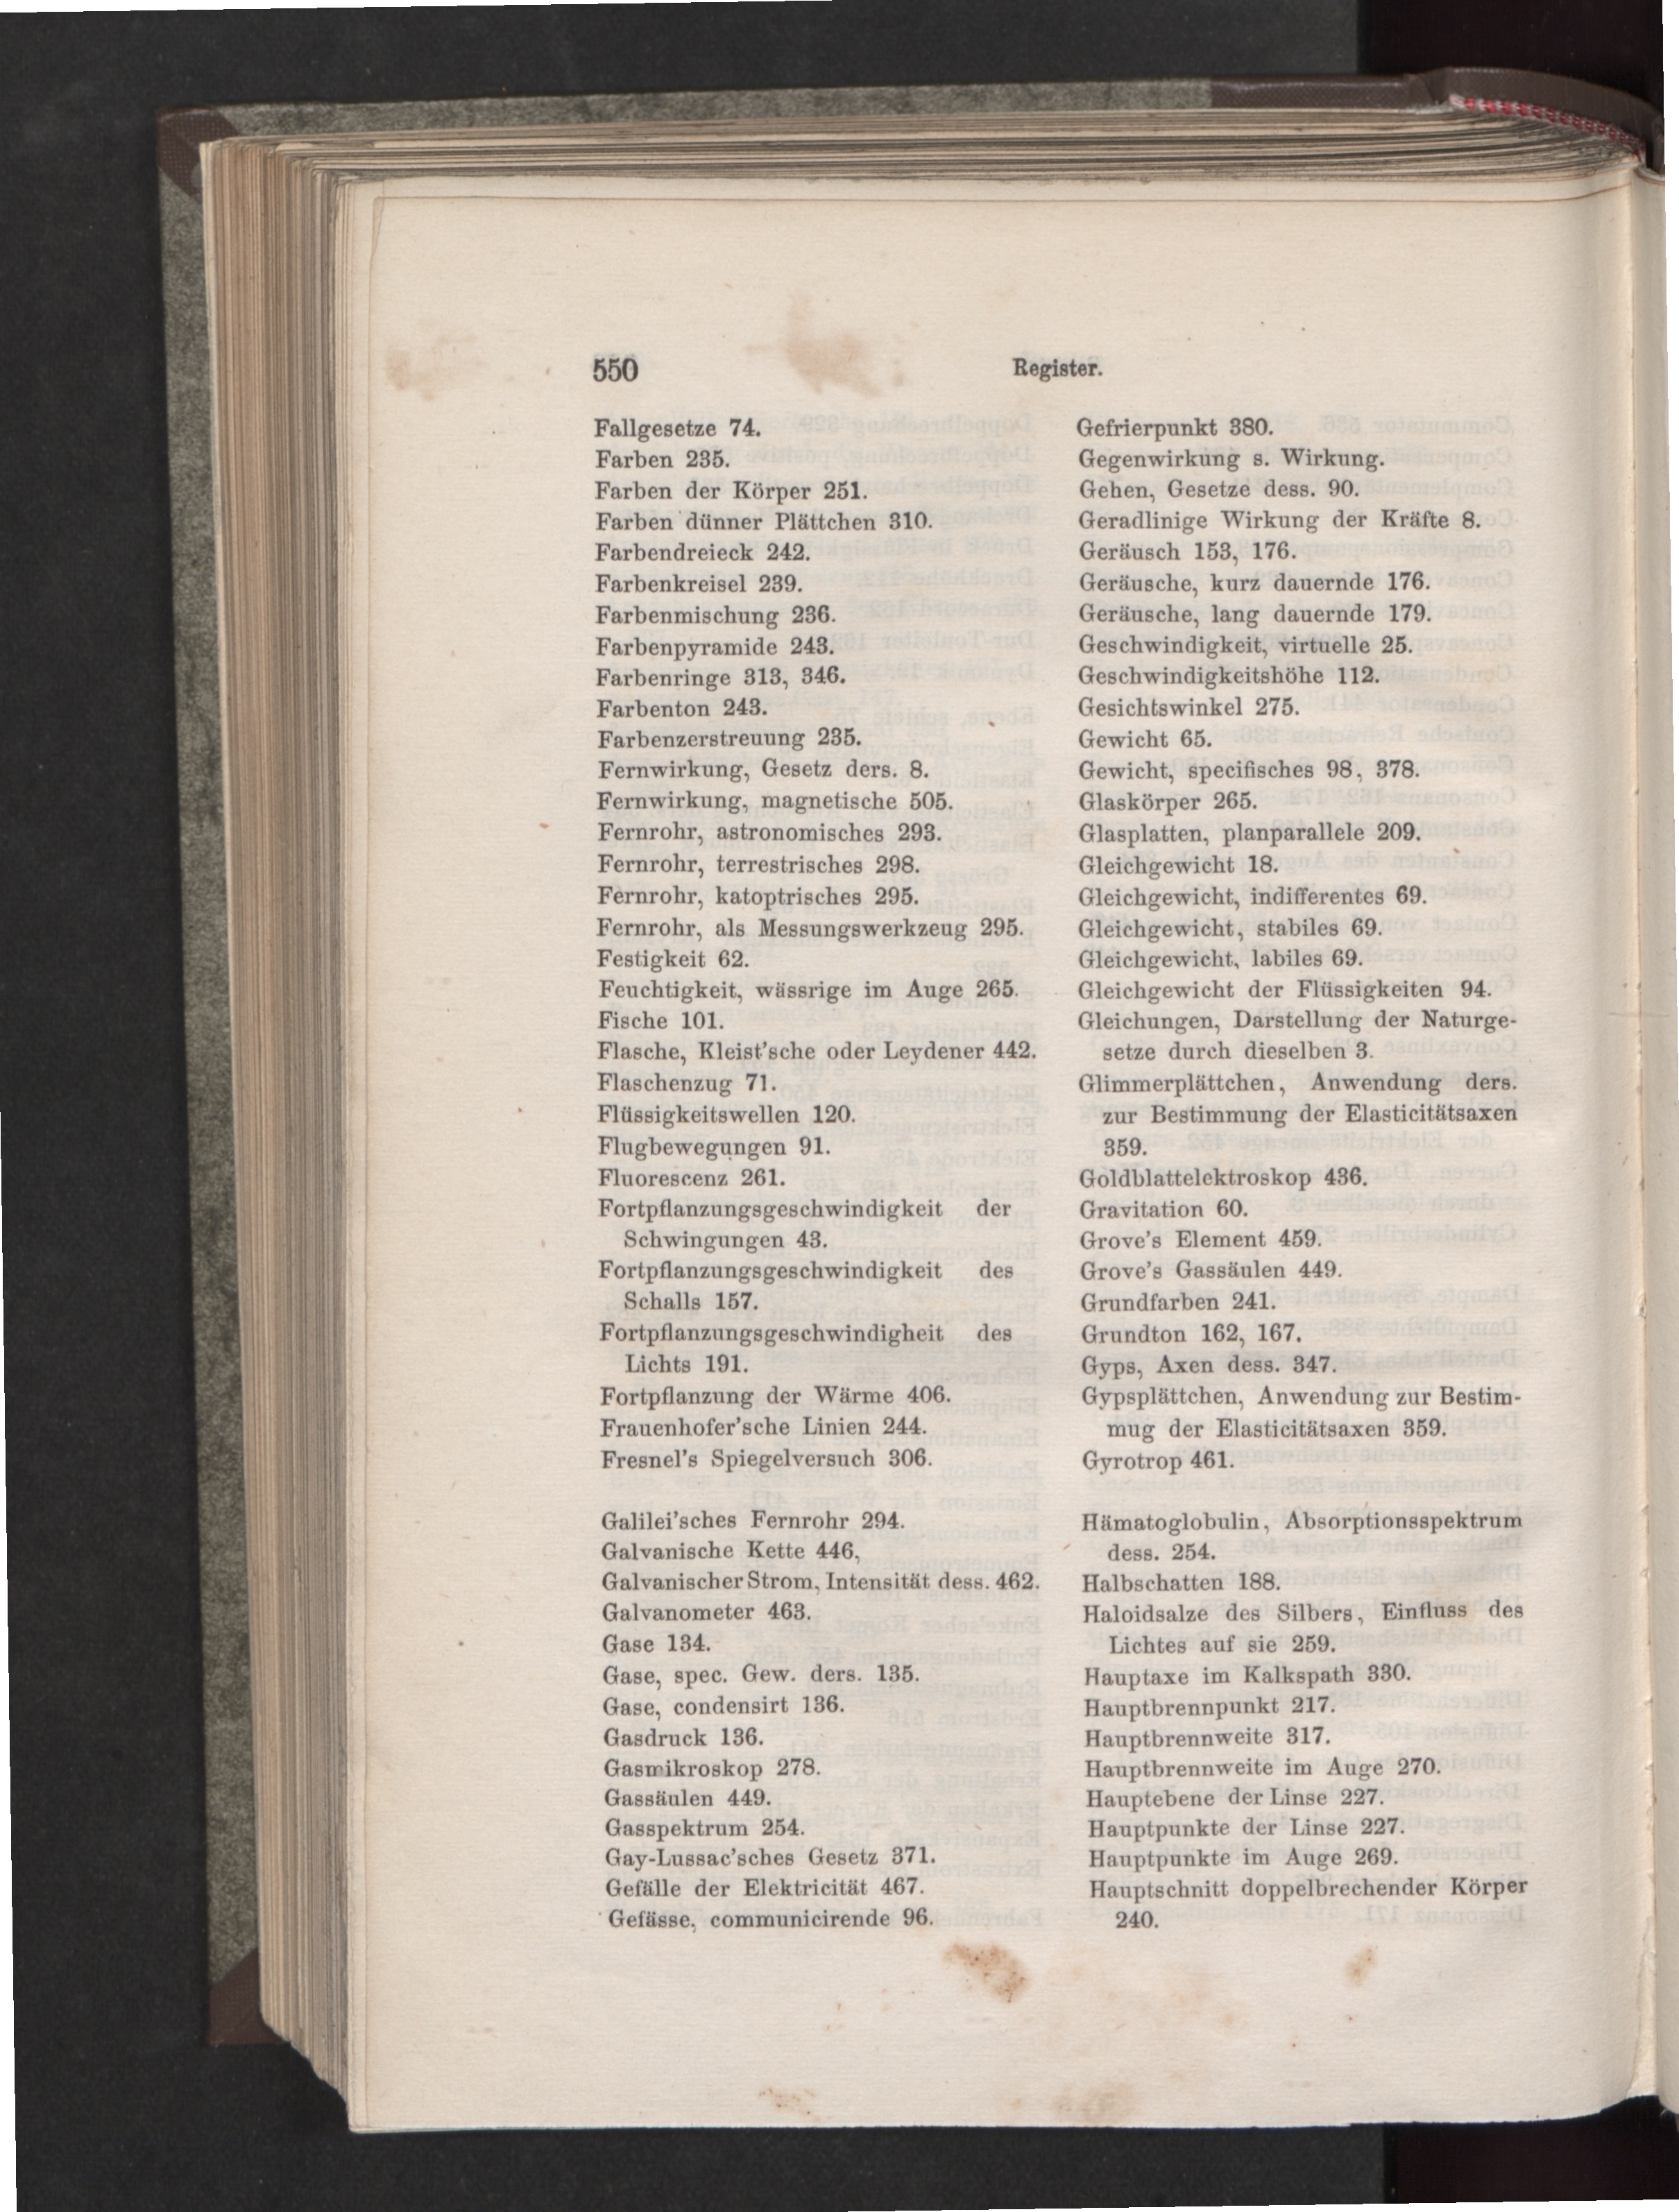 550
Register.
Fallgesetze 74.
Farben 235.
Farben der Körper 251.
Farben dünner Plättchen 310.
Farbendreieck 242.
Farbenkreisel 239.
Farbenmischung 236.
Farbenpyramide 243.
Farbenringe 313, 346.
Farbenton 243.
Farbenzerstreuung 235.
Fernwirkung, Gesetz ders. 8.
Fernwirkung, magnetische 505.
Fernrohr, astronomisches 293.
Fernrohr, terrestrisches 298.
Fernrohr, katoptrisches 295.
Fernrohr, als Messungswerkzeug 295.
Festigkeit 62.
Feuchtigkeit, wässrige im Auge 265.
Fische 101.
Flasche, Kleist'sche oder Leydener 442.
Flaschenzug 71.
Flüssigkeitswellen 120.
Flugbewegungen 91.
Fluorescenz 261.
Fortpflanzungsgeschwindigkeit der
Schwingungen 43.
Fortpflanzungsgeschwindigkeit des
Schalls 157.
Fortpflanzungsgeschwindigheit des
Lichts 191.
Fortpflanzung der Wärme 406.
Frauenhofer'sche Linien 244.
Fresnel's Spiegelversuch 306.
Galilei'sches Fernrohr 294.
Galvanische Kette 446,
Galvanischer Strom, Intensität dess. 462.
Galvanometer 463.
Gase 134.
Gase, spec. Gew. ders. 135.
Gase, condensirt 136.
Gasdruck 136.
Gasmikroskop 278.
Gassäulen 449.
Gasspektrum 254.
Gay-Lussac'sches Gesetz 371.
Gefälle der Elektricität 467.
Gefässe, communicirende 96.
Gefrierpunkt 380.
Gegenwirkung s. Wirkung.
Gehen, Gesetze dess. 90.
Geradlinige Wirkung der Kräfte 8.
Geräusch 153, 176.
Geräusche, kurz dauernde 176.
Geräusche, lang dauernde 179.
Geschwindigkeit, virtuelle 25.
Geschwindigkeitshöhe 112.
Gesichtswinkel 275.
Gewicht 65.
Gewicht, specifisches 98, 378.
Glaskörper 265.
Glasplatten, planparallele 209.
Gleichgewicht 18.
Gleichgewicht, indifferentes 69.
Gleichgewicht, stabiles 69.
Gleichgewicht, labiles 69.
Gleichgewicht der Flüssigkeiten 94.
Gleichungen, Darstellung der Naturge-
setze durch dieselben 3.
Glimmerplättchen, Anwendung ders.
zur Bestimmung der Elasticitätsaxen
359.
Goldblattelektroskop 436.
Gravitation 60.
Grove's Element 459.
Grove's Gassäulen 449.
Grundfarben 241.
Grundton 162, 167.
Gyps, Axen dess. 347.
Gypsplättchen, Anwendung zur Bestim-
mug der Elasticitätsaxen 359.
Gyrotrop 461.
Hämatoglobulin, Absorptionsspektrum
dess. 254.
Halbschatten 188.
Haloidsalze des Silbers, Einfluss des
Lichtes auf sie 259.
Hauptaxe im Kalkspath 330.
Hauptbrennpunkt 217.
Hauptbrennweite 317.
Hauptbrennweite im Auge 270.
Hauptebene der Linse 227.
Hauptpunkte der Linse 227.
Hauptpunkte im Auge 269.
Hauptschnitt doppelbrechender Körper
240.